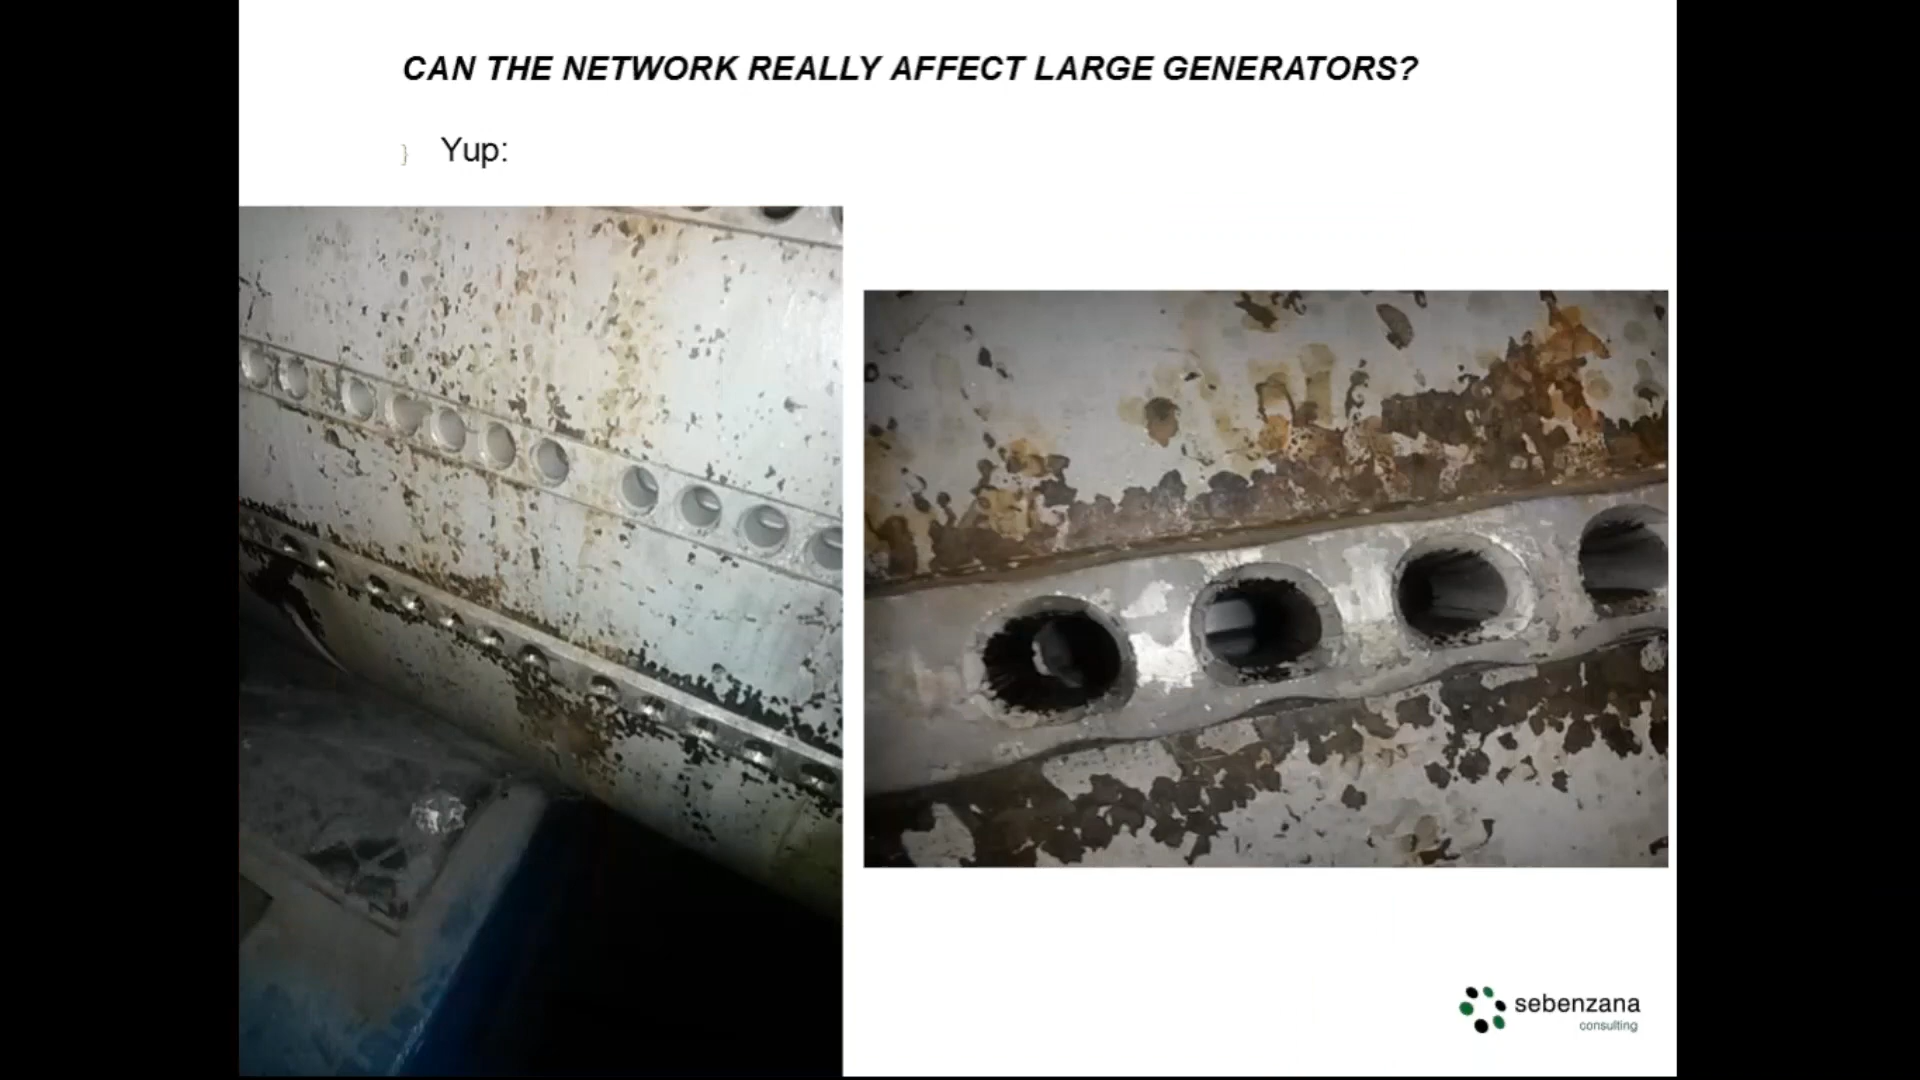 CAN THE NETWORK REALLY AFFECT LARGE GENERATORS?
} Yup:
sebenzana
consulting